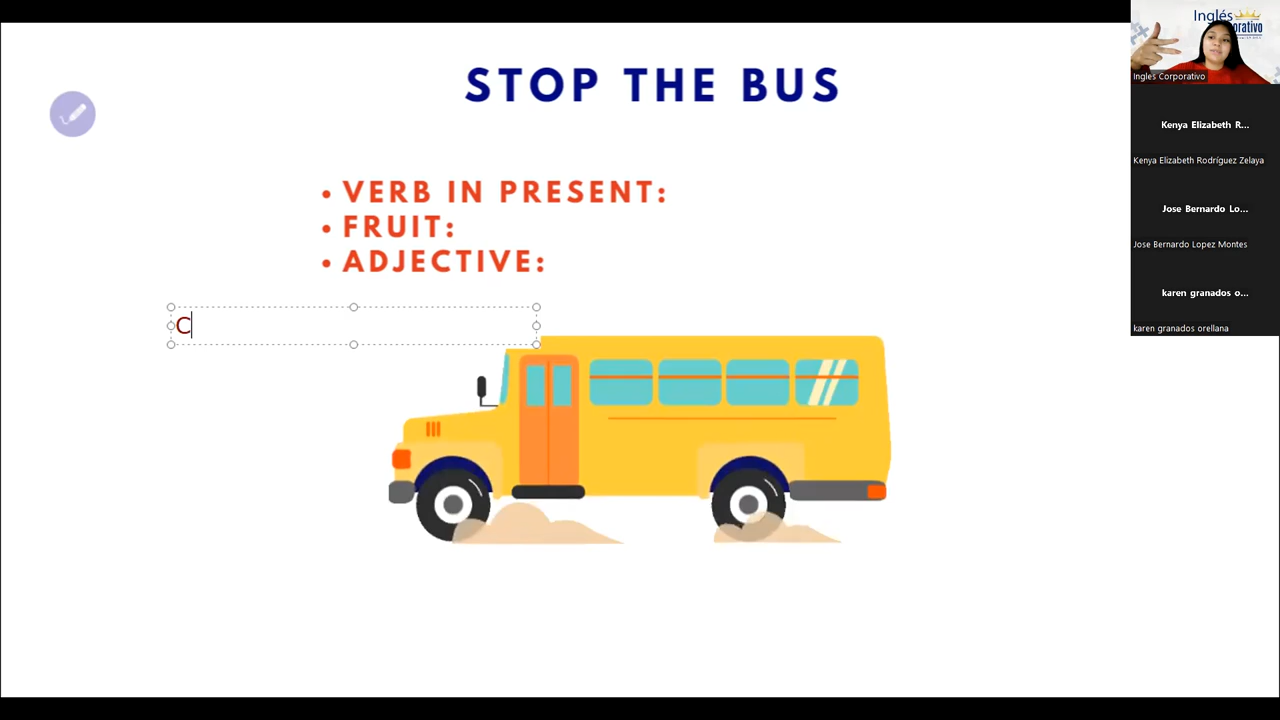 STOP THE BUS
• VERB IN PRESENT:
• FRUIT:
• ADJECTIVE:
C
Inglés
orativo
Ingles Corporativo
Kenya Elizabeth R...
Kenya Elizabeth Rodríguez Zelaya
Jose Bernardo Lo...
Jose Bernardo Lopez Montes
karen granados o...
karen granados orellana